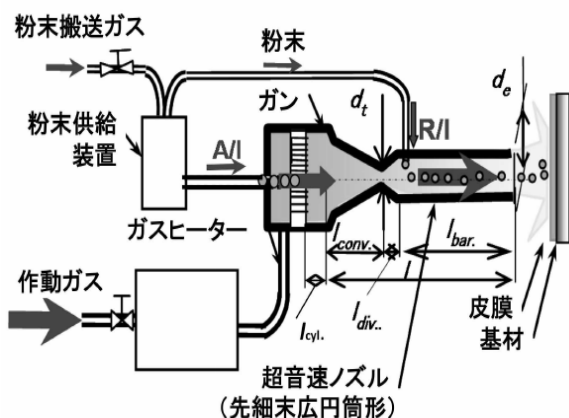 粉末搬送ガス
粉末
ガン
d_t
d_e
粉末供給
装置
A/I
R/I
ガスヒーター
l_conv.
l_bar.
l
作動ガス
l_cyl.
l_div..
皮膜
基材
超音速ノズル
(先細末広円筒形)